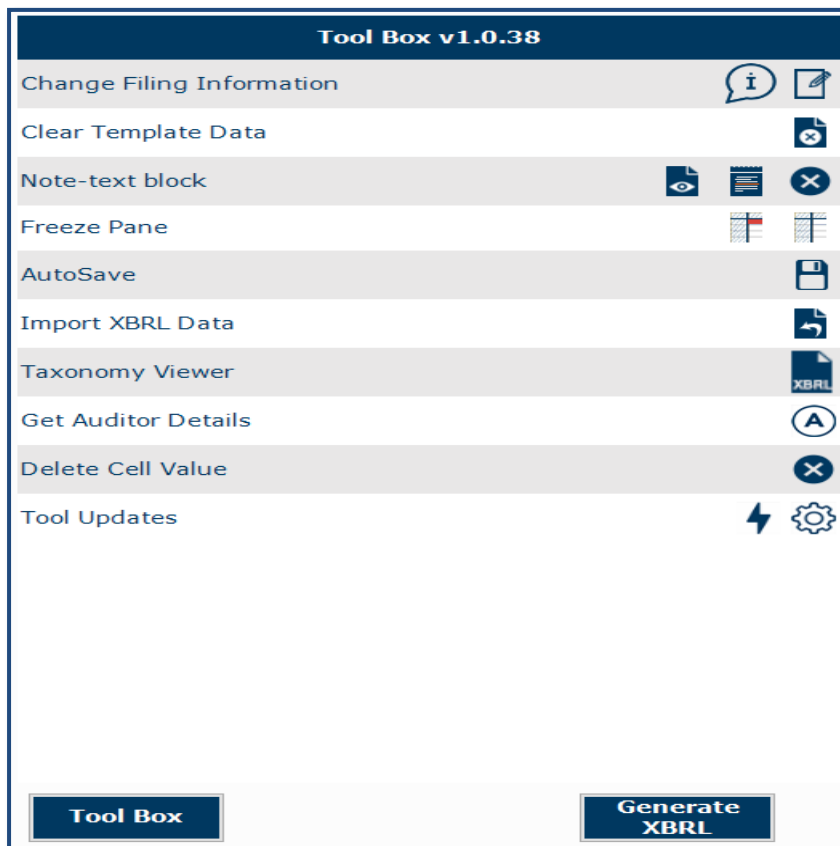 Tool Box v1.0.38
Change Filing Information
i
Clear Template Data
Note-text block
Freeze Pane
AutoSave
Import XBRL Data
Taxonomy Viewer
XBRL
Get Auditor Details
A
Delete Cell Value
Tool Updates
Tool Box
Generate
XBRL